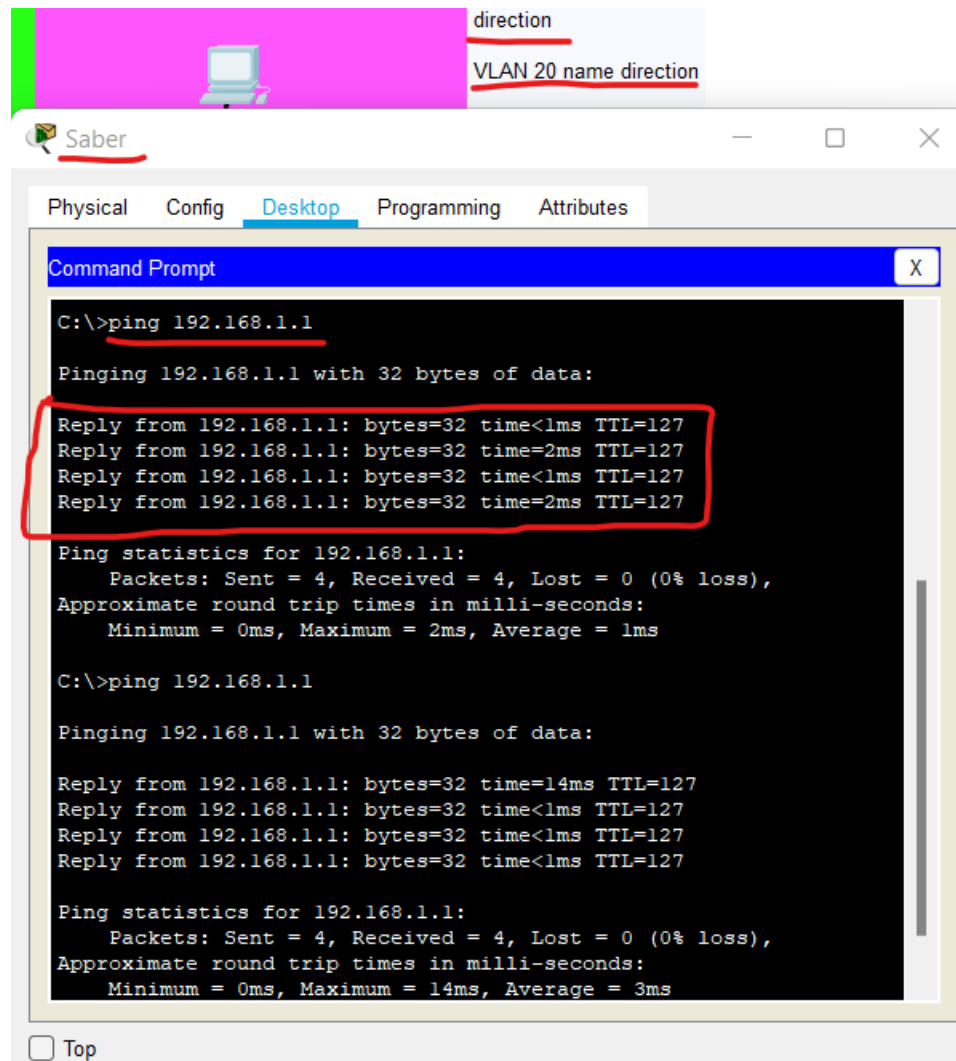 direction
VLAN 20 name direction
Saber
Physical Config Desktop Programming Attributes
Command Prompt X
C:\>ping 192.168.1.1
Pinging 192.168.1.1 with 32 bytes of data:
Reply from 192.168.1.1: bytes=32 time<1ms TTL=127
Reply from 192.168.1.1: bytes=32 time=2ms TTL=127
Reply from 192.168.1.1: bytes=32 time<1ms TTL=127
Reply from 192.168.1.1: bytes=32 time=2ms TTL=127
Ping statistics for 192.168.1.1:
Packets: Sent = 4, Received = 4, Lost = 0 (0% loss),
Approximate round trip times in milli-seconds:
Minimum = 0ms, Maximum = 2ms, Average = 1ms
C:\>ping 192.168.1.1
Pinging 192.168.1.1 with 32 bytes of data:
Reply from 192.168.1.1: bytes=32 time=14ms TTL=127
Reply from 192.168.1.1: bytes=32 time<1ms TTL=127
Reply from 192.168.1.1: bytes=32 time<1ms TTL=127
Reply from 192.168.1.1: bytes=32 time<1ms TTL=127
Ping statistics for 192.168.1.1:
Packets: Sent = 4, Received = 4, Lost = 0 (0% loss),
Approximate round trip times in milli-seconds:
Minimum = 0ms, Maximum = 14ms, Average = 3ms
Top